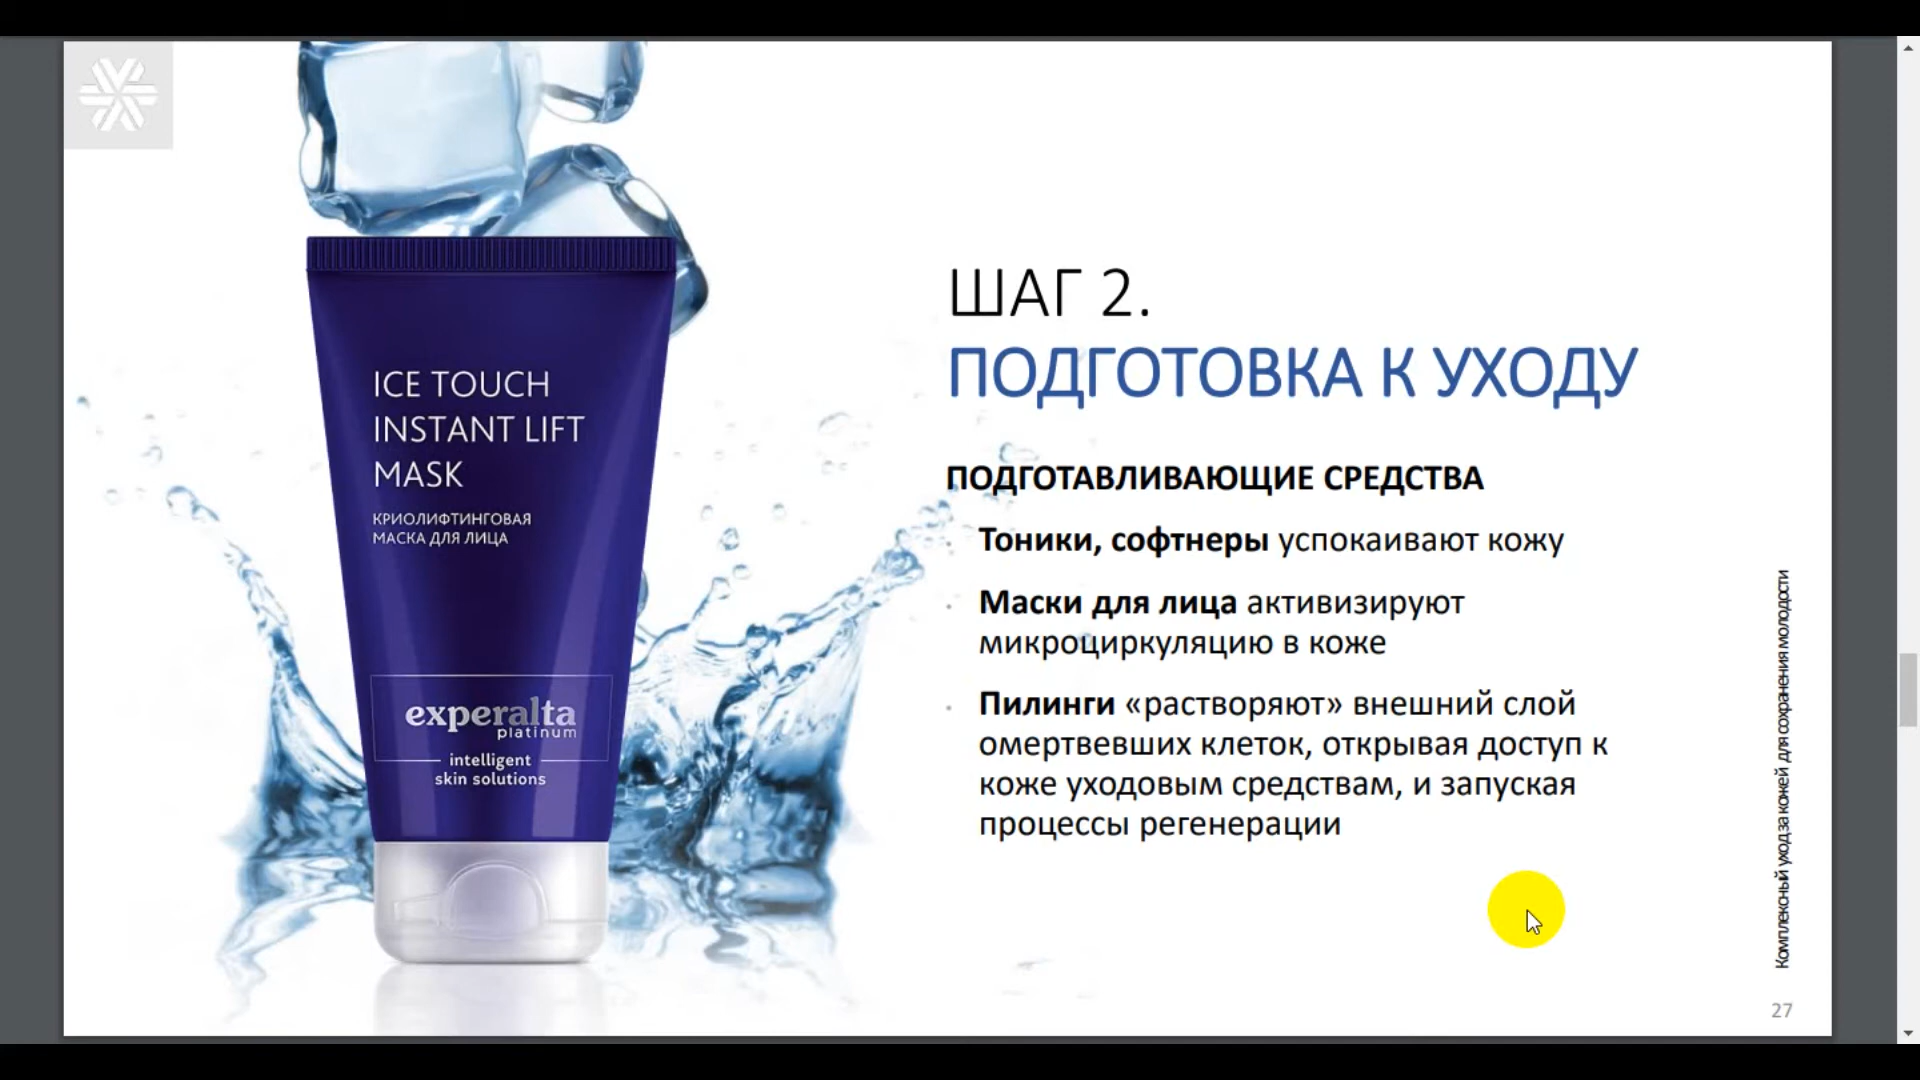 ICE TOUCH
INSTANT LIFT
MASK
КРИОЛИФТИНГОВАЯ
МАСКА ДЛЯ ЛИЦА
experalta
platinum
intelligent
skin solutions
ШАГ 2.
ПОДГОТОВКА К УХОДУ
ПОДГОТАВЛИВАЮЩИЕ СРЕДСТВА
Тоники, софтнеры успокаивают кожу
Маски для лица активизируют
микроциркуляцию в коже
Пилинги «растворяют» внешний слой
омертвевших клеток, открывая доступ к
коже уходовым средствам, и запуская
процессы регенерации
Комплексный уход за кожей для сохранения молодости
27